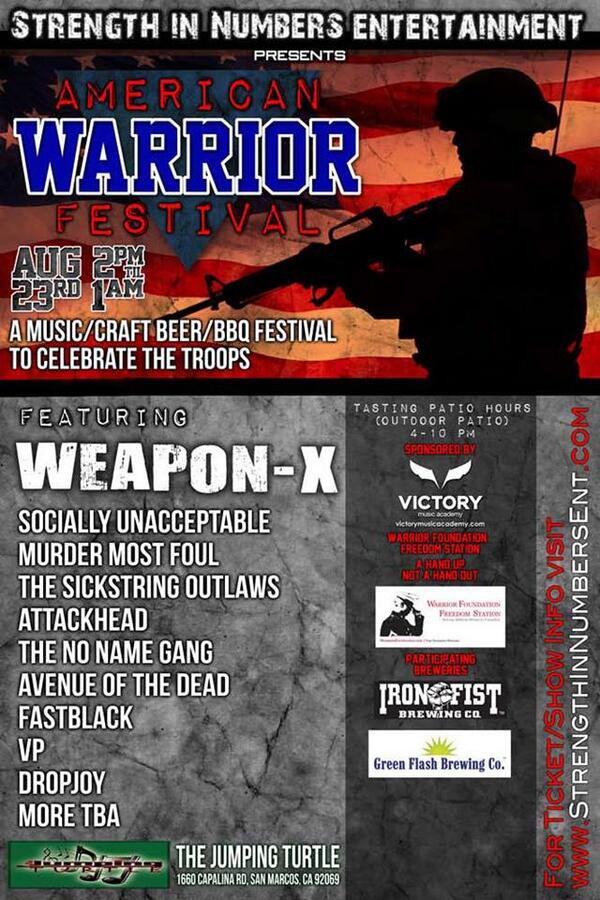 STRENGTH IN NUMBERS ENTERTAINMENT
PRESENTS
AMERICAN
WARRIOR
FESTIVAL
AUG 2PM
TIL
23RD 1AM
A MUSIC/CRAFT BEER/BBQ FESTIVAL
TO CELEBRATE THE TROOPS
FEATURING
WEAPON-X
SOCIALLY UNACCEPTABLE
MURDER MOST FOUL
THE SICKSTRING OUTLAWS
ATTACKHEAD
THE NO NAME GANG
AVENUE OF THE DEAD
FASTBLACK
VP
DROPJOY
MORE TBA
THE JUMPING TURTLE
1660 CAPALINA RD, SAN MARCOS, CA 92069
TASTING PATIO HOURS
(OUTDOOR PATIO)
4-10 PM
SPONSORED BY
VICTORY
music academy
victorymusicacademy.com
WARRIOR FOUNDATION
FREEDOM STATION
A HAND UP
NOT A HAND OUT
WARRIOR FOUNDATION
FREEDOM STATION
PARTICIPATING
BREWERIES
IRON FIST
BREWING CO.
Green Flash Brewing Co.
FOR TICKET/SHOW INFO VISIT
WWW.STRENGTHINNUMBERSENT.COM